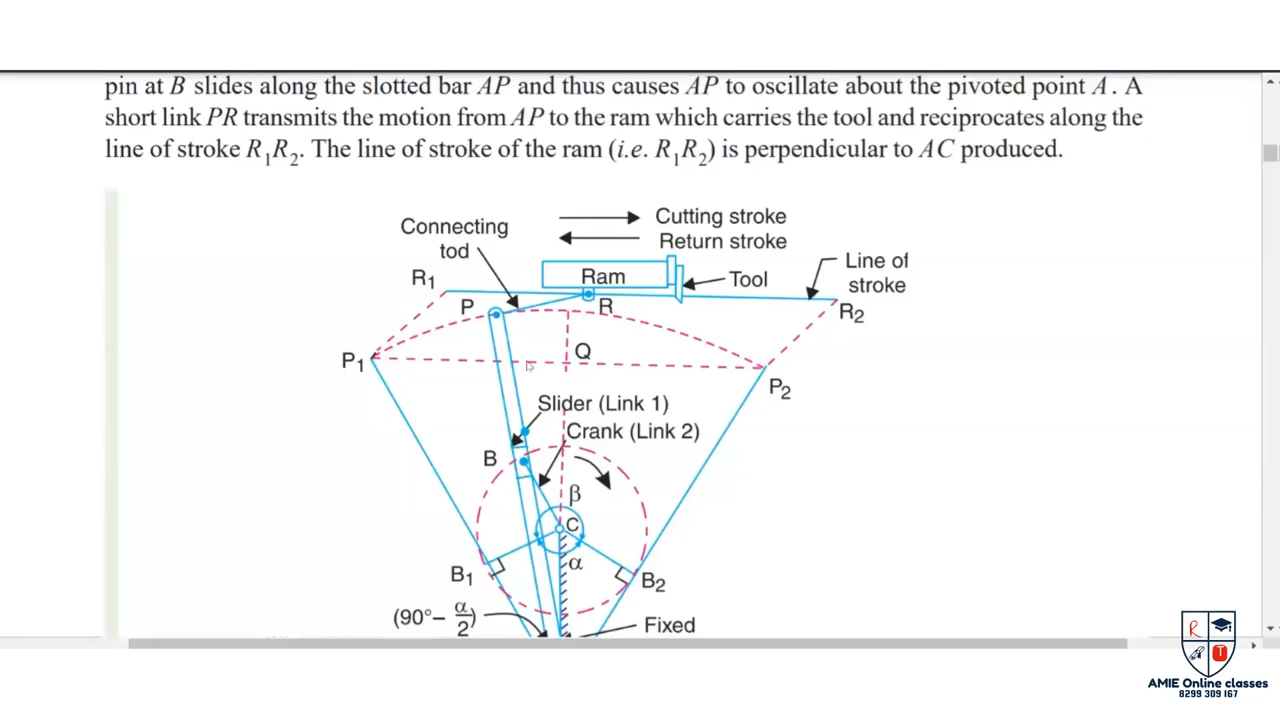 pin at B slides along the slotted bar AP and thus causes AP to oscillate about the pivoted point A. A
short link PR transmits the motion from AP to the ram which carries the tool and reciprocates along the
line of stroke R1R2. The line of stroke of the ram (i.e. R1R2) is perpendicular to AC produced.
Connecting
tod
Cutting stroke
Return stroke
Line of
stroke
R1
Ram
Tool
P
R
R2
P1
Q
P2
Slider (Link 1)
Crank (Link 2)
B
β
C
α
B1
B2
(90°– α/2)
Fixed
R
T
AMIE Online classes
8299 309 167